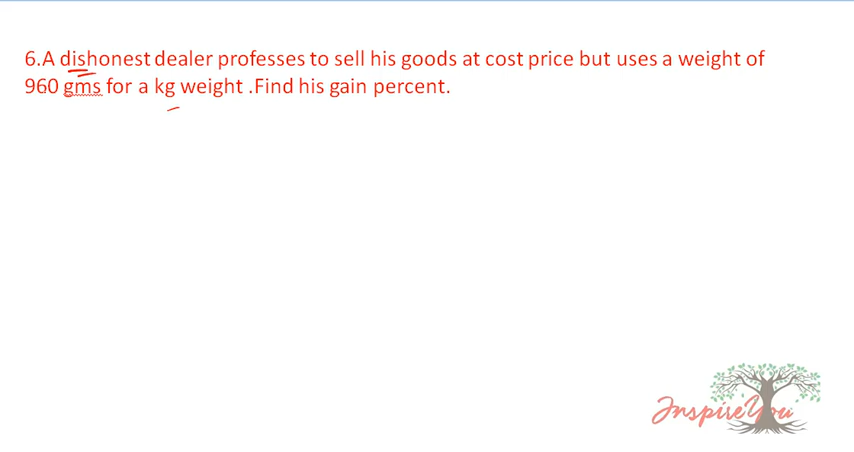 6.A dishonest dealer professes to sell his goods at cost price but uses a weight of
960 gms for a kg weight .Find his gain percent.
InspireYou